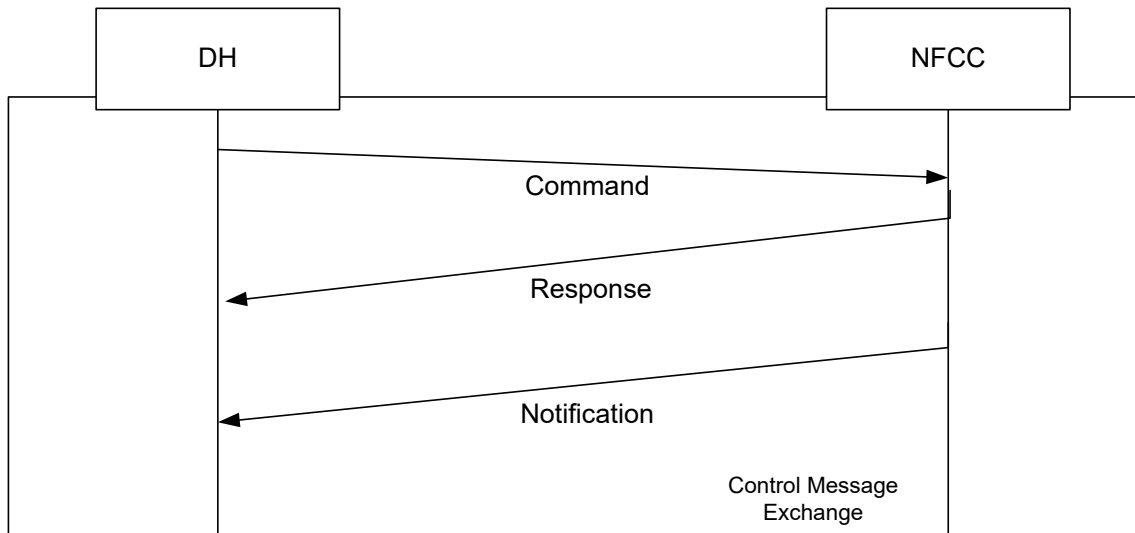 DH
NFCC
Command
Response
Notification
Control Message
Exchange